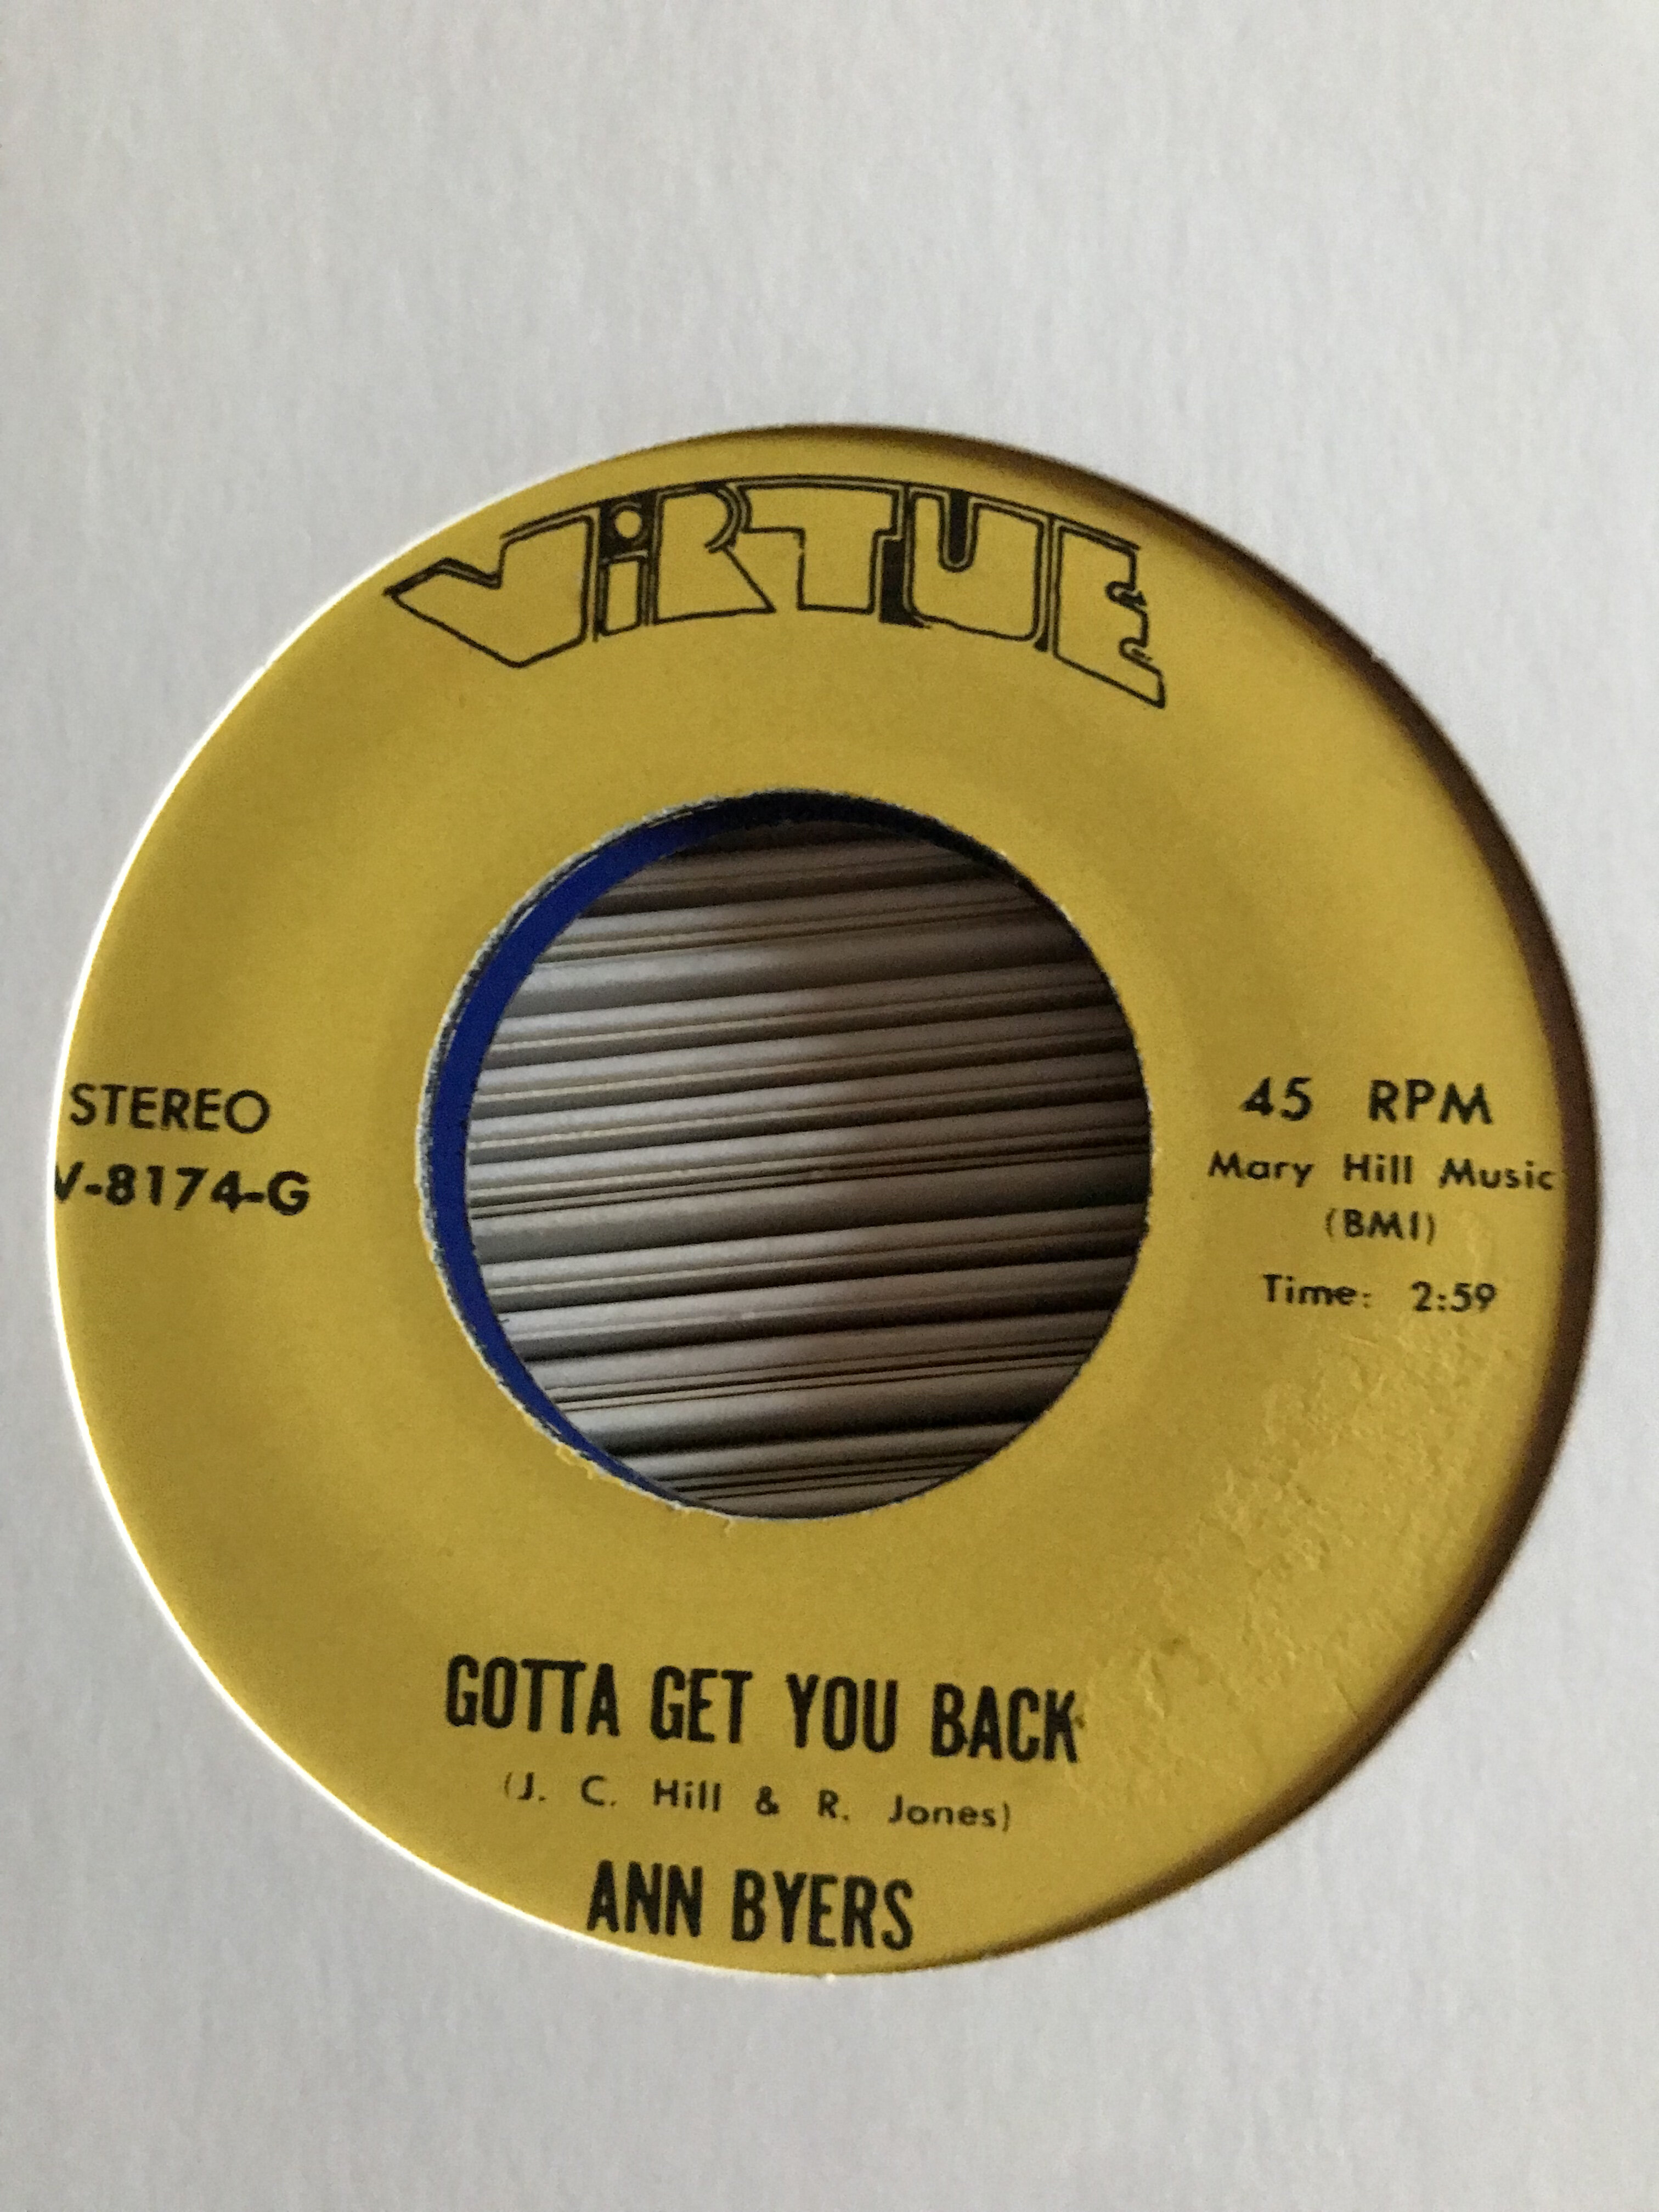 ViRTUE
STEREO
V-8174-G
45 RPM
Mary Hill Music
(BMI)
Time: 2:59
GOTTA GET YOU BACK
(J. C. Hill & R. Jones)
ANN BYERS